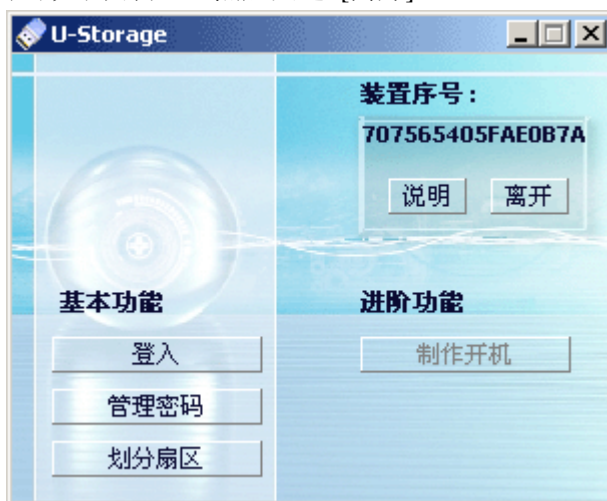 U-Storage
装置序号：
707565405FAE0B7A
说明 离开
基本功能 进阶功能
登入 制作开机
管理密码
划分扇区